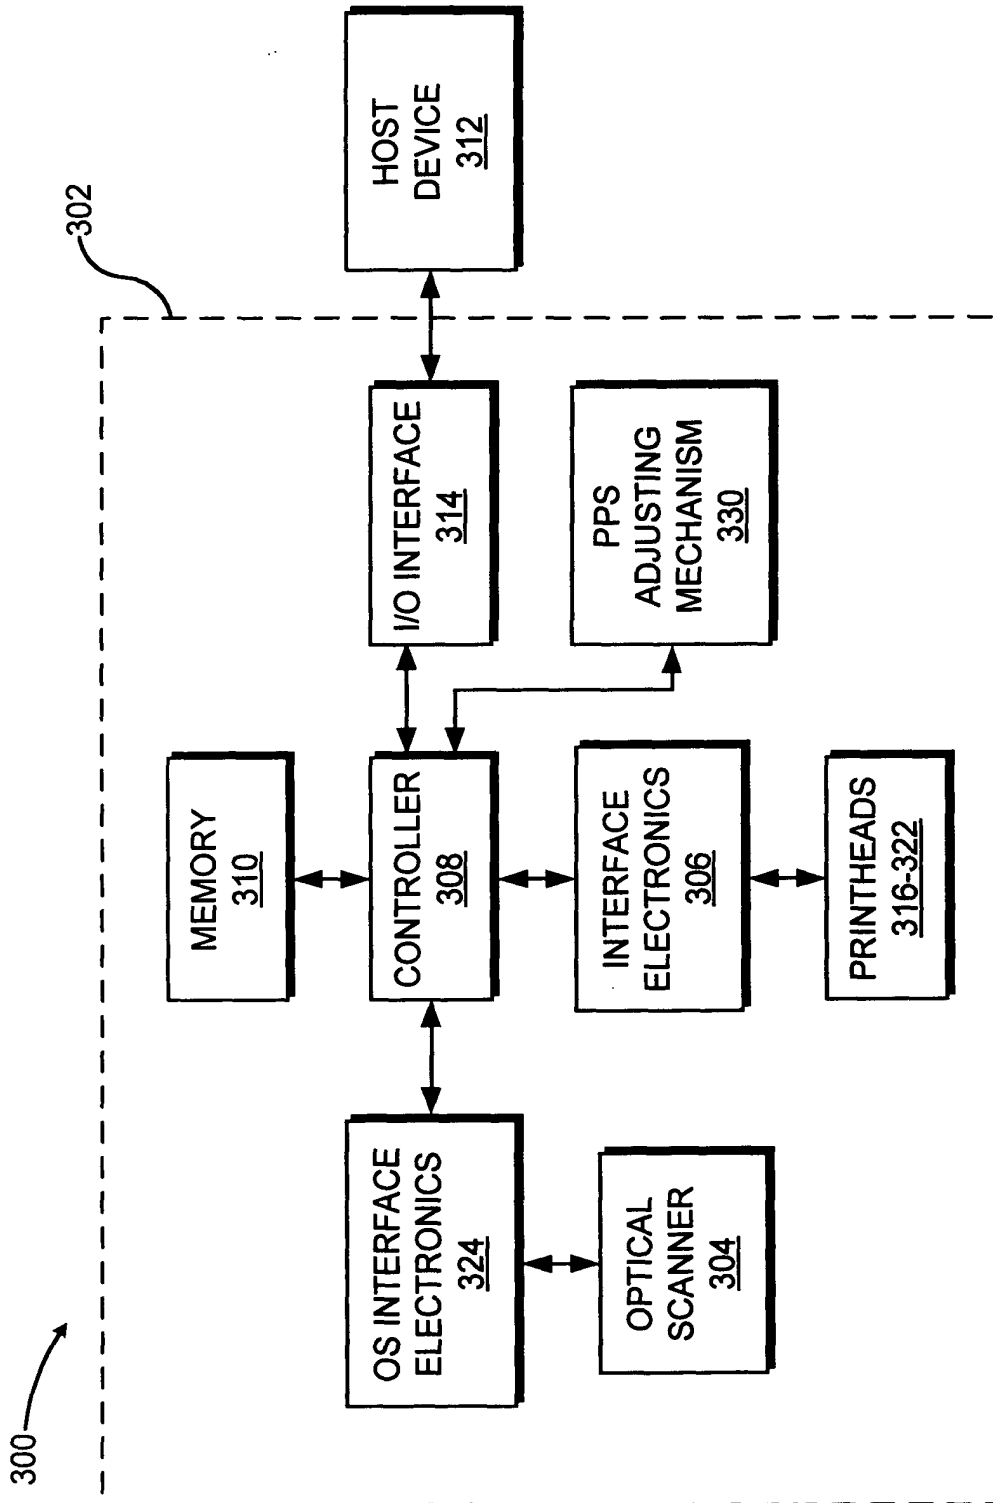 300
302
MEMORY
310
OS INTERFACE
ELECTRONICS
324
CONTROLLER
308
I/O INTERFACE
314
HOST
DEVICE
312
OPTICAL
SCANNER
304
INTERFACE
ELECTRONICS
306
PPS
ADJUSTING
MECHANISM
330
PRINTHEADS
316-322